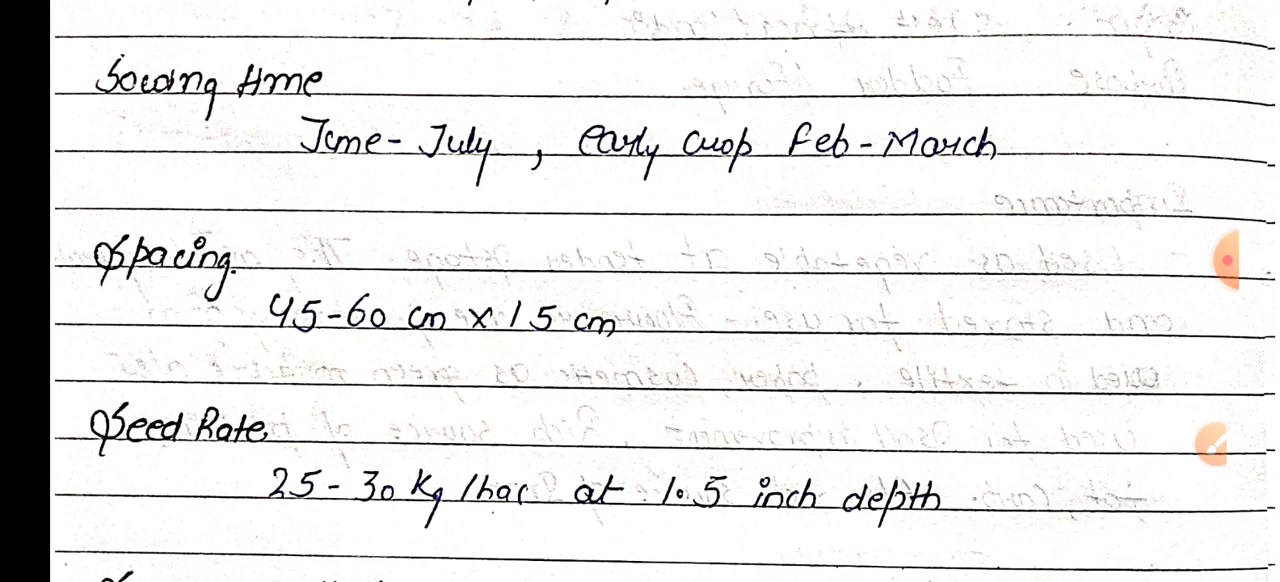 Sowing time
June - July, early crop Feb - March
Spacing.
45-60 cm x 15 cm
Seed Rate
25 - 30 kg / hac at 1.5 inch depth